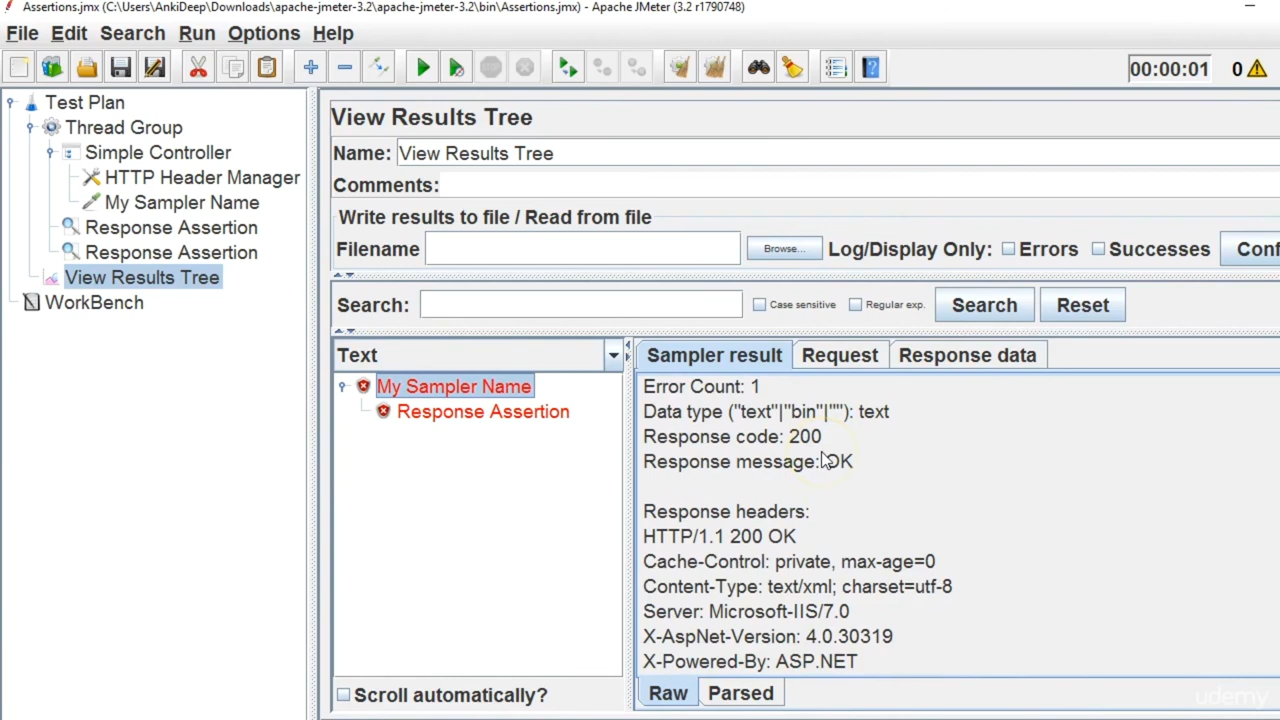 Assertions.jmx (C:\Users\AnkiDeep\Downloads\apache-jmeter-3.2\apache-jmeter-3.2\bin\Assertions.jmx) - Apache JMeter (3.2 r1790748)
File Edit Search Run Options Help
00:00:01 0
Test Plan
Thread Group
Simple Controller
HTTP Header Manager
My Sampler Name
Response Assertion
Response Assertion
View Results Tree
WorkBench
View Results Tree
Name: View Results Tree
Comments:
Write results to file / Read from file
Filename Browse... Log/Display Only: Errors Successes Conf
Search: Case sensitive Regular exp. Search Reset
Text
My Sampler Name
Response Assertion
Scroll automatically?
Sampler result Request Response data
Error Count: 1
Data type ("text"|"bin"|""): text
Response code: 200
Response message: OK
Response headers:
HTTP/1.1 200 OK
Cache-Control: private, max-age=0
Content-Type: text/xml; charset=utf-8
Server: Microsoft-IIS/7.0
X-AspNet-Version: 4.0.30319
X-Powered-By: ASP.NET
Raw Parsed
udemy